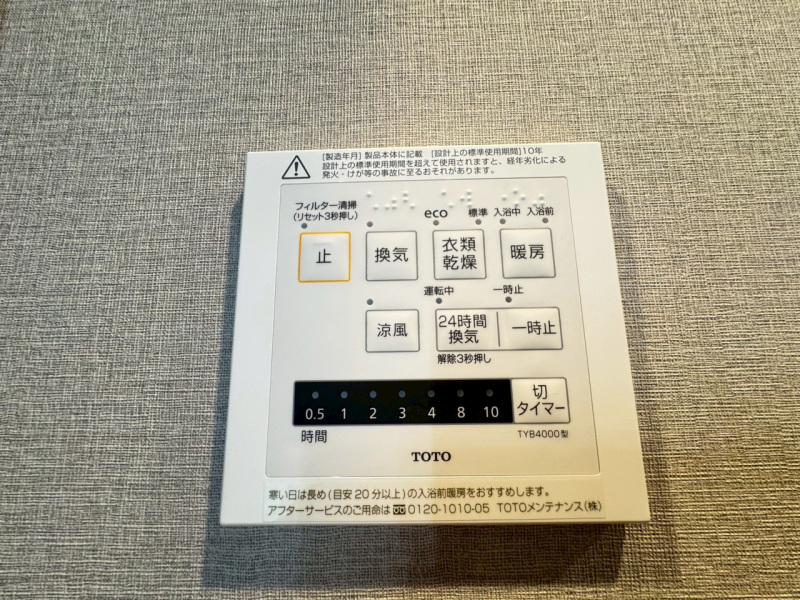 [製造年月] 製品本体に記載 [設計上の標準使用期間]10年
設計上の標準使用期間を超えて使用されますと、経年劣化による
発火・けが等の事故に至るおそれがあります。
フィルター清掃
(リセット3秒押し)
eco 標準 入浴中 入浴前
止 換気 衣類
乾燥 暖房
運転中 一時止
涼風 24時間
換気 一時止
解除3秒押し
0.5 1 2 3 4 8 10
切
タイマー
時間
TYB4000型
TOTO
寒い日は長め(目安20分以上)の入浴前暖房をおすすめします。
アフターサービスのご用命は 0120-1010-05 TOTOメンテナンス(株)